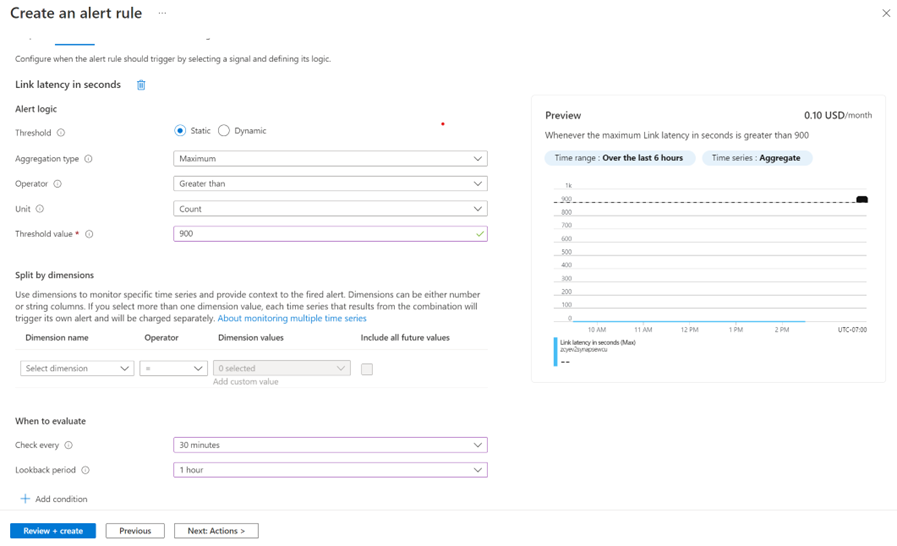 Create an alert rule ...
Configure when the alert rule should trigger by selecting a signal and defining its logic.
Link latency in seconds
Alert logic
Threshold
Static
Dynamic
Aggregation type
Maximum
Operator
Greater than
Unit
Count
Threshold value *
900
Split by dimensions
Use dimensions to monitor specific time series and provide context to the fired alert. Dimensions can be either number
or string columns. If you select more than one dimension value, each time series that results from the combination will
trigger its own alert and will be charged separately. About monitoring multiple time series
Dimension name Operator Dimension values Include all future values
Select dimension = 0 selected
Add custom value
When to evaluate
Check every
30 minutes
Lookback period
1 hour
+ Add condition
Review + create
Previous
Next: Actions >
Preview
0.10 USD/month
Whenever the maximum Link latency in seconds is greater than 900
Time range : Over the last 6 hours
Time series : Aggregate
1k
900
800
700
600
500
400
300
200
100
0
10 AM 11 AM 12 PM 1 PM 2 PM UTC-07:00
Link latency in seconds (Max)
zcyev2synapsewcu
--